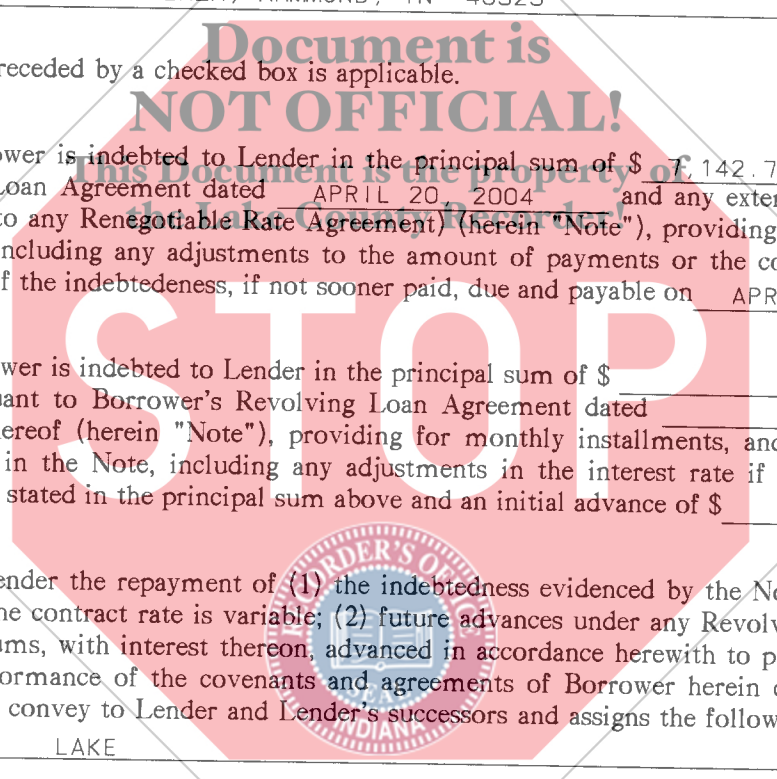 HAMMOND, IN 46323
Document is
receded by a checked box is applicable.
NOT OFFICIAL!
ower is indebted to Lender in the principal sum of $ 7,142.7
This Document is the property of
Loan Agreement dated APRIL 20, 2004 and any exter
the Lake County Recorder!
to any Renegotiable Rate Agreement) (herein "Note"), providing
ncluding any adjustments to the amount of payments or the co
f the indebtedeness, if not sooner paid, due and payable on APR
STOP
wer is indebted to Lender in the principal sum of $
uant to Borrower's Revolving Loan Agreement dated
ereof (herein "Note"), providing for monthly installments, and
in the Note, including any adjustments in the interest rate if
stated in the principal sum above and an initial advance of $
ender the repayment of (1) the indebtedness evidenced by the No
he contract rate is variable; (2) future advances under any Revolv
ums, with interest thereon, advanced in accordance herewith to p
ormance of the covenants and agreements of Borrower herein c
convey to Lender and Lender's successors and assigns the follow
RECORDER'S OFFICE
SEAL
INDIANA
LAKE